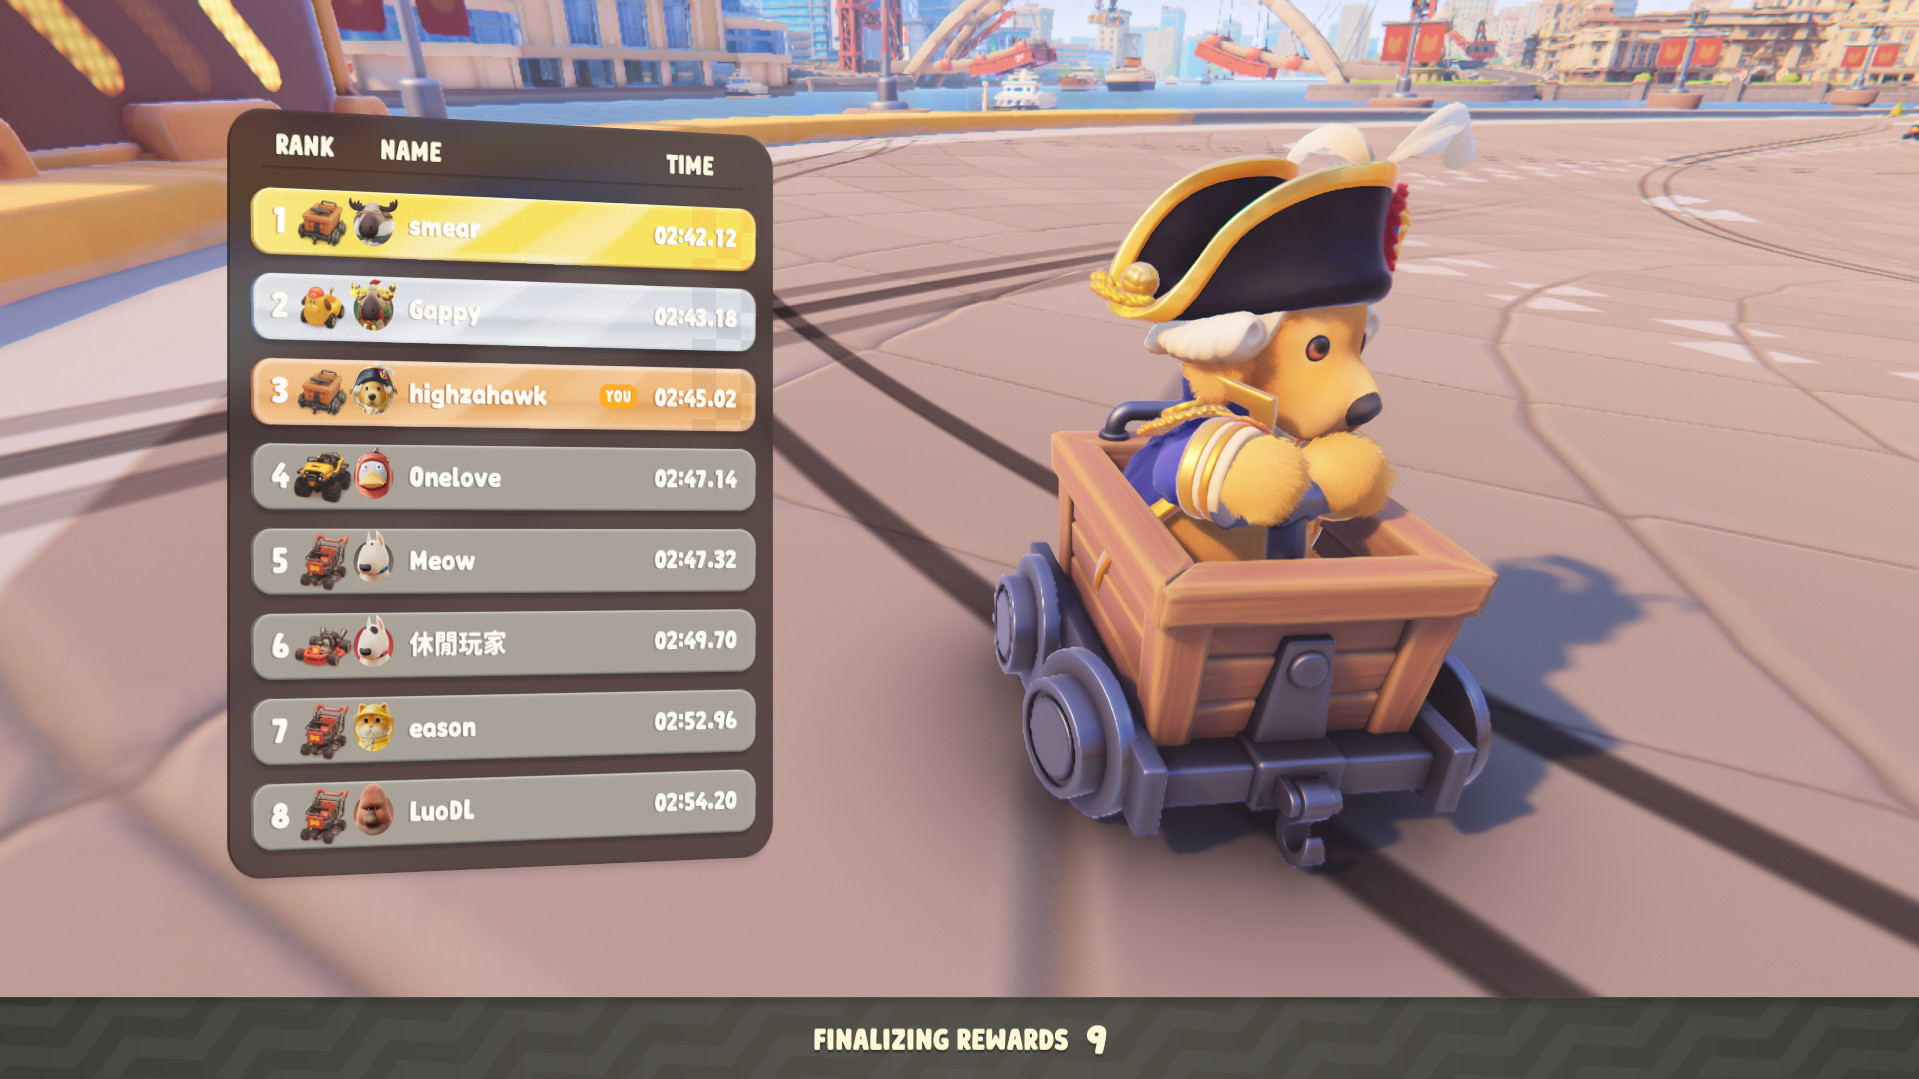 RANK NAME TIME
1 smear 02:42.12
2 Gappy 02:43.18
3 highzahawk YOU 02:45.02
4 Onelove 02:47.14
5 Meow 02:47.32
6 休閒玩家 02:49.70
7 eason 02:52.96
8 LuoDL 02:54.20
FINALIZING REWARDS 9